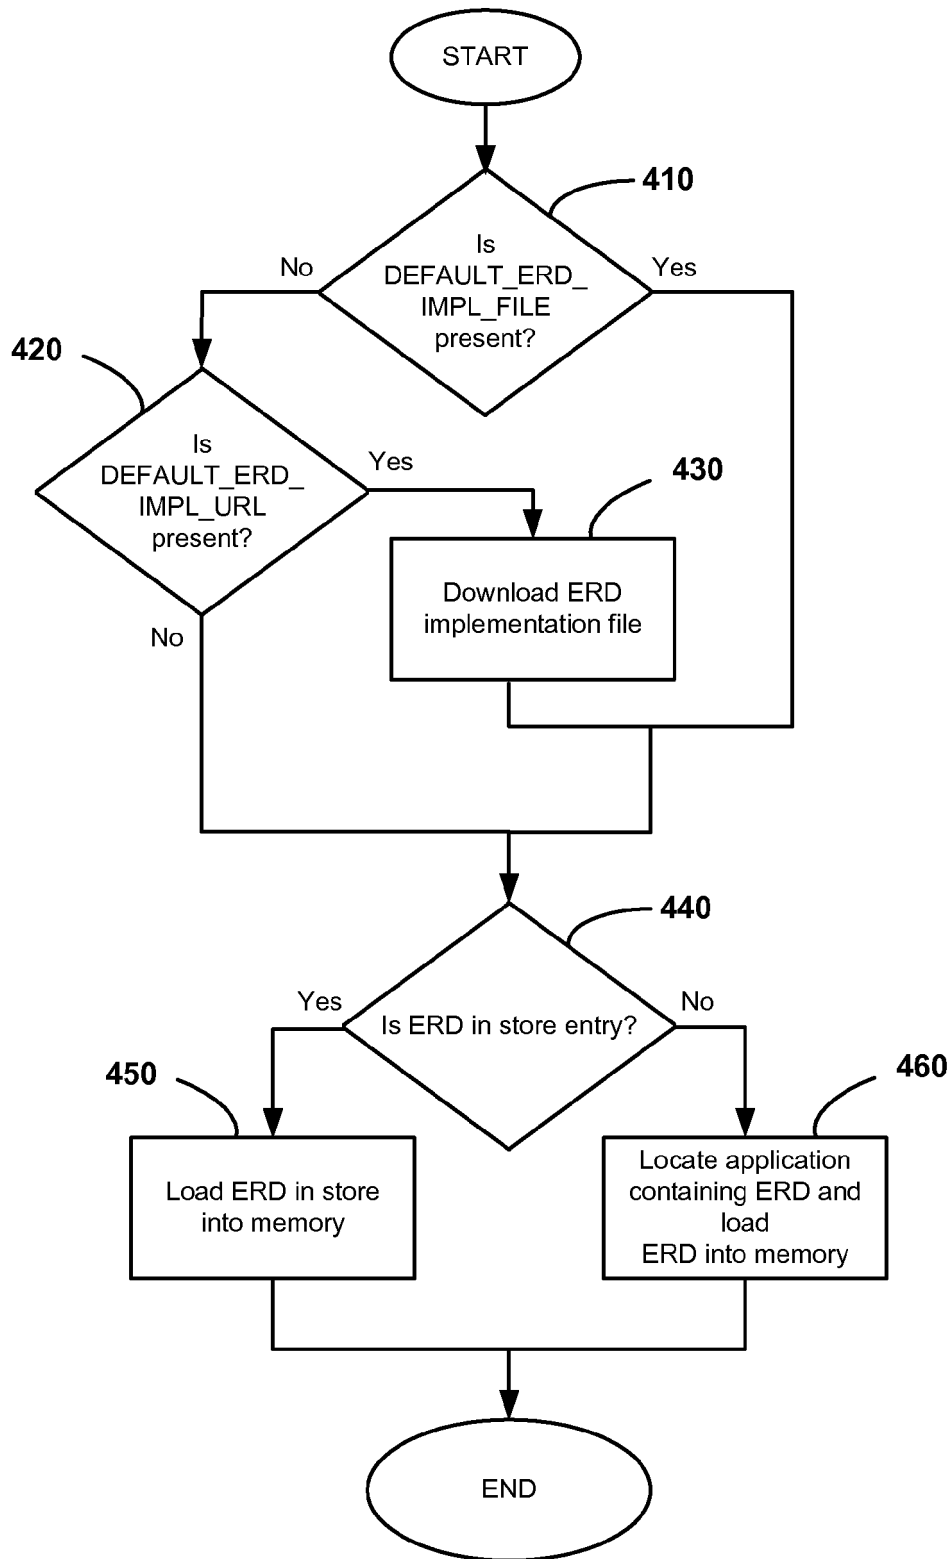 START
410
Is
DEFAULT_ERD_
IMPL_FILE
present?
No
Yes
420
Is
DEFAULT_ERD_
IMPL_URL
present?
Yes
No
430
Download ERD
implementation file
440
Is ERD in store entry?
Yes
No
450
Load ERD in store
into memory
460
Locate application
containing ERD and
load
ERD into memory
END